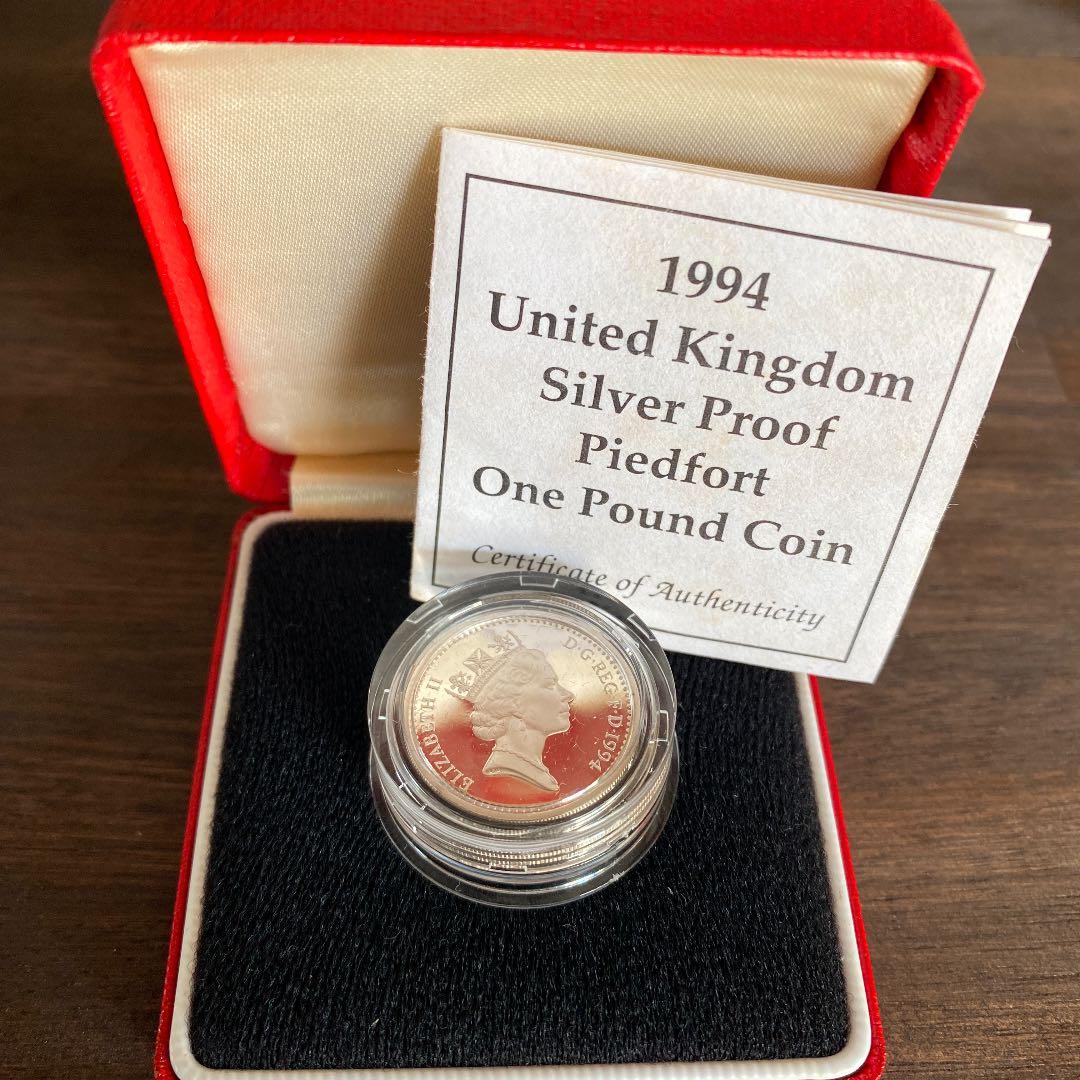 1994
United Kingdom
Silver Proof
Piedfort
One Pound Coin
Certificate of Authenticity
ELIZABETH II
D·G·REG·F·D·1994